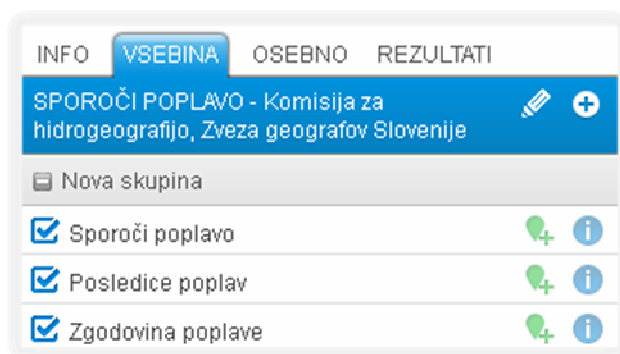 INFO VSEBINA OSEBNO REZULTATI
SPOROČI POPLAVO - Komisija za
hidrogeografijo, Zveza geografov Slovenije
Nova skupina
Sporoči poplavo
Posledice poplav
Zgodovina poplave